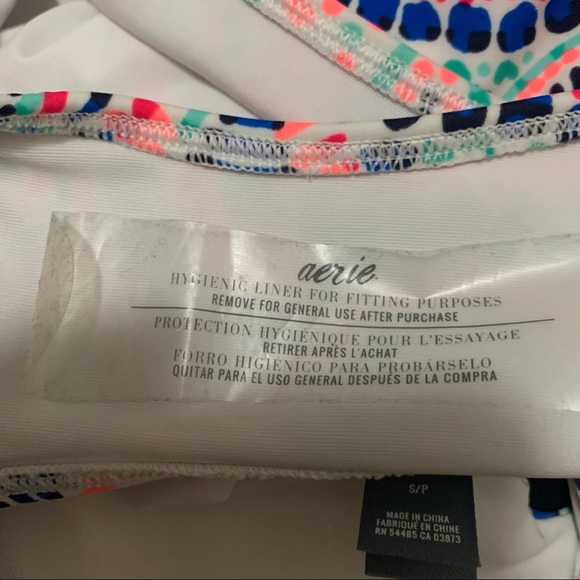 aerie
HYGIENIC LINER FOR FITTING PURPOSES
REMOVE FOR GENERAL USE AFTER PURCHASE
PROTECTION HYGIÉNIQUE POUR L'ESSAYAGE
RETIRER APRÈS L'ACHAT
FORRO HIGIÉNICO PARA PROBÁRSELO
QUITAR PARA EL USO GENERAL DESPUÉS DE LA COMPRA
S/P
MADE IN CHINA
FABRIQUÉ EN CHINE
RN 54485 CA 03873